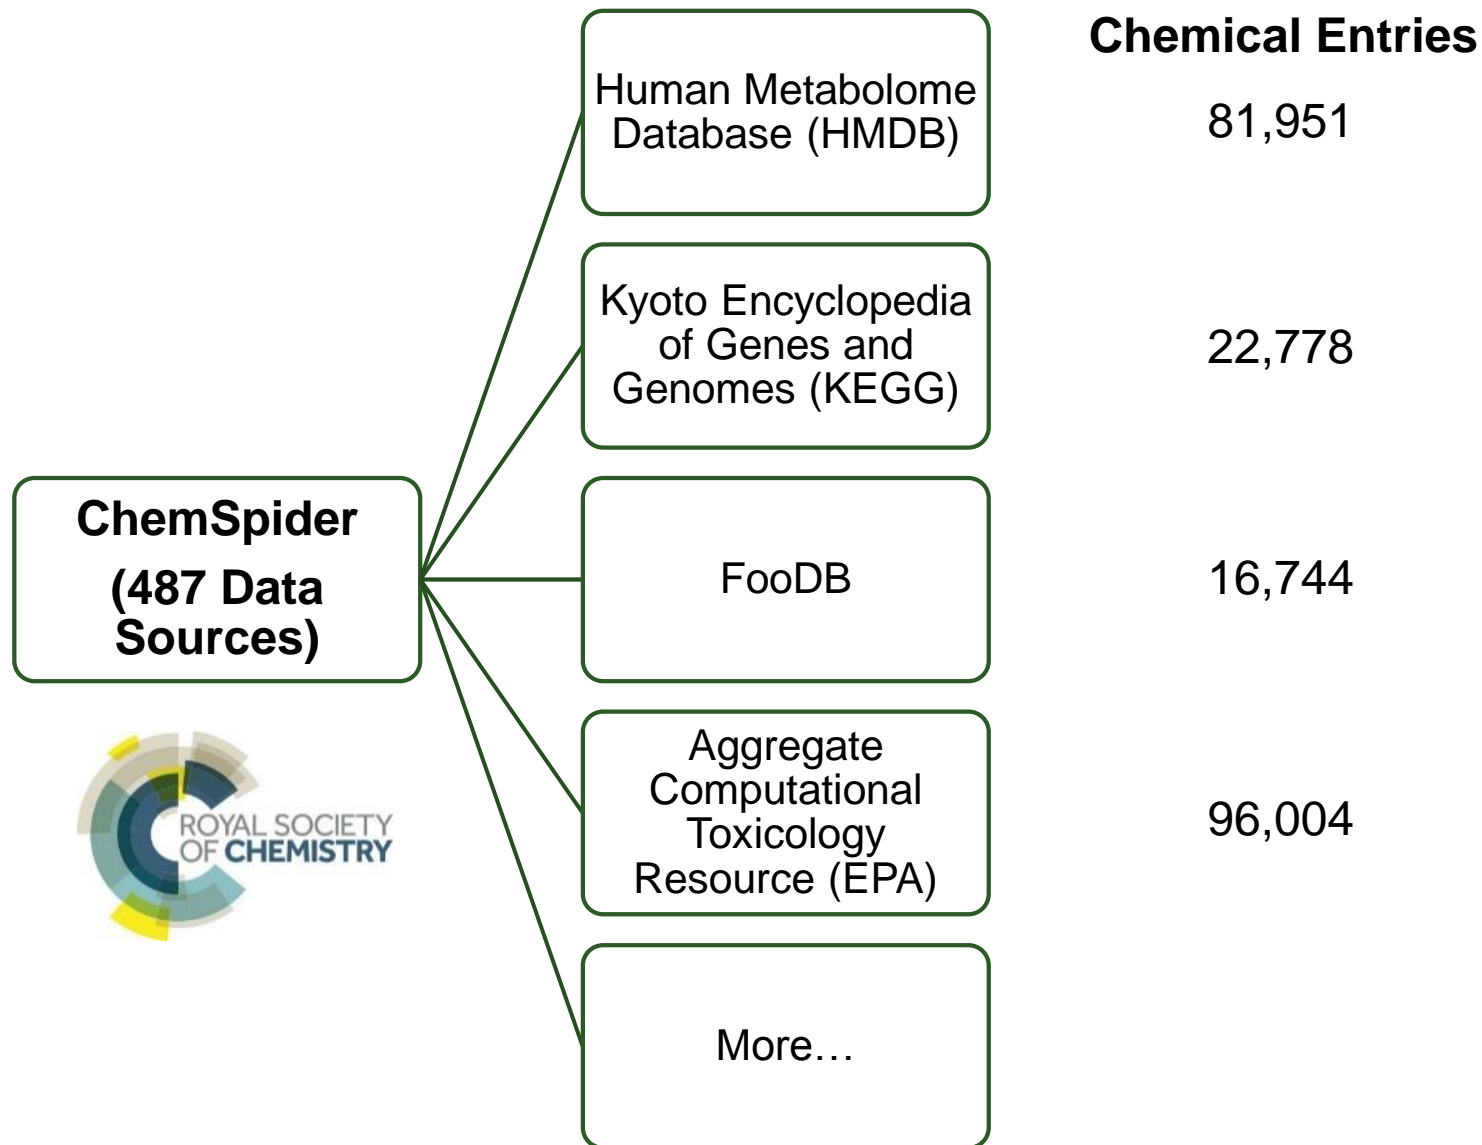 Chemical Entries
Human Metabolome
Database (HMDB)
81,951
Kyoto Encyclopedia
of Genes and
Genomes (KEGG)
22,778
ChemSpider
(487 Data
Sources)
FooDB
16,744
ROYAL SOCIETY
OF CHEMISTRY
Aggregate
Computational
Toxicology
Resource (EPA)
96,004
More…